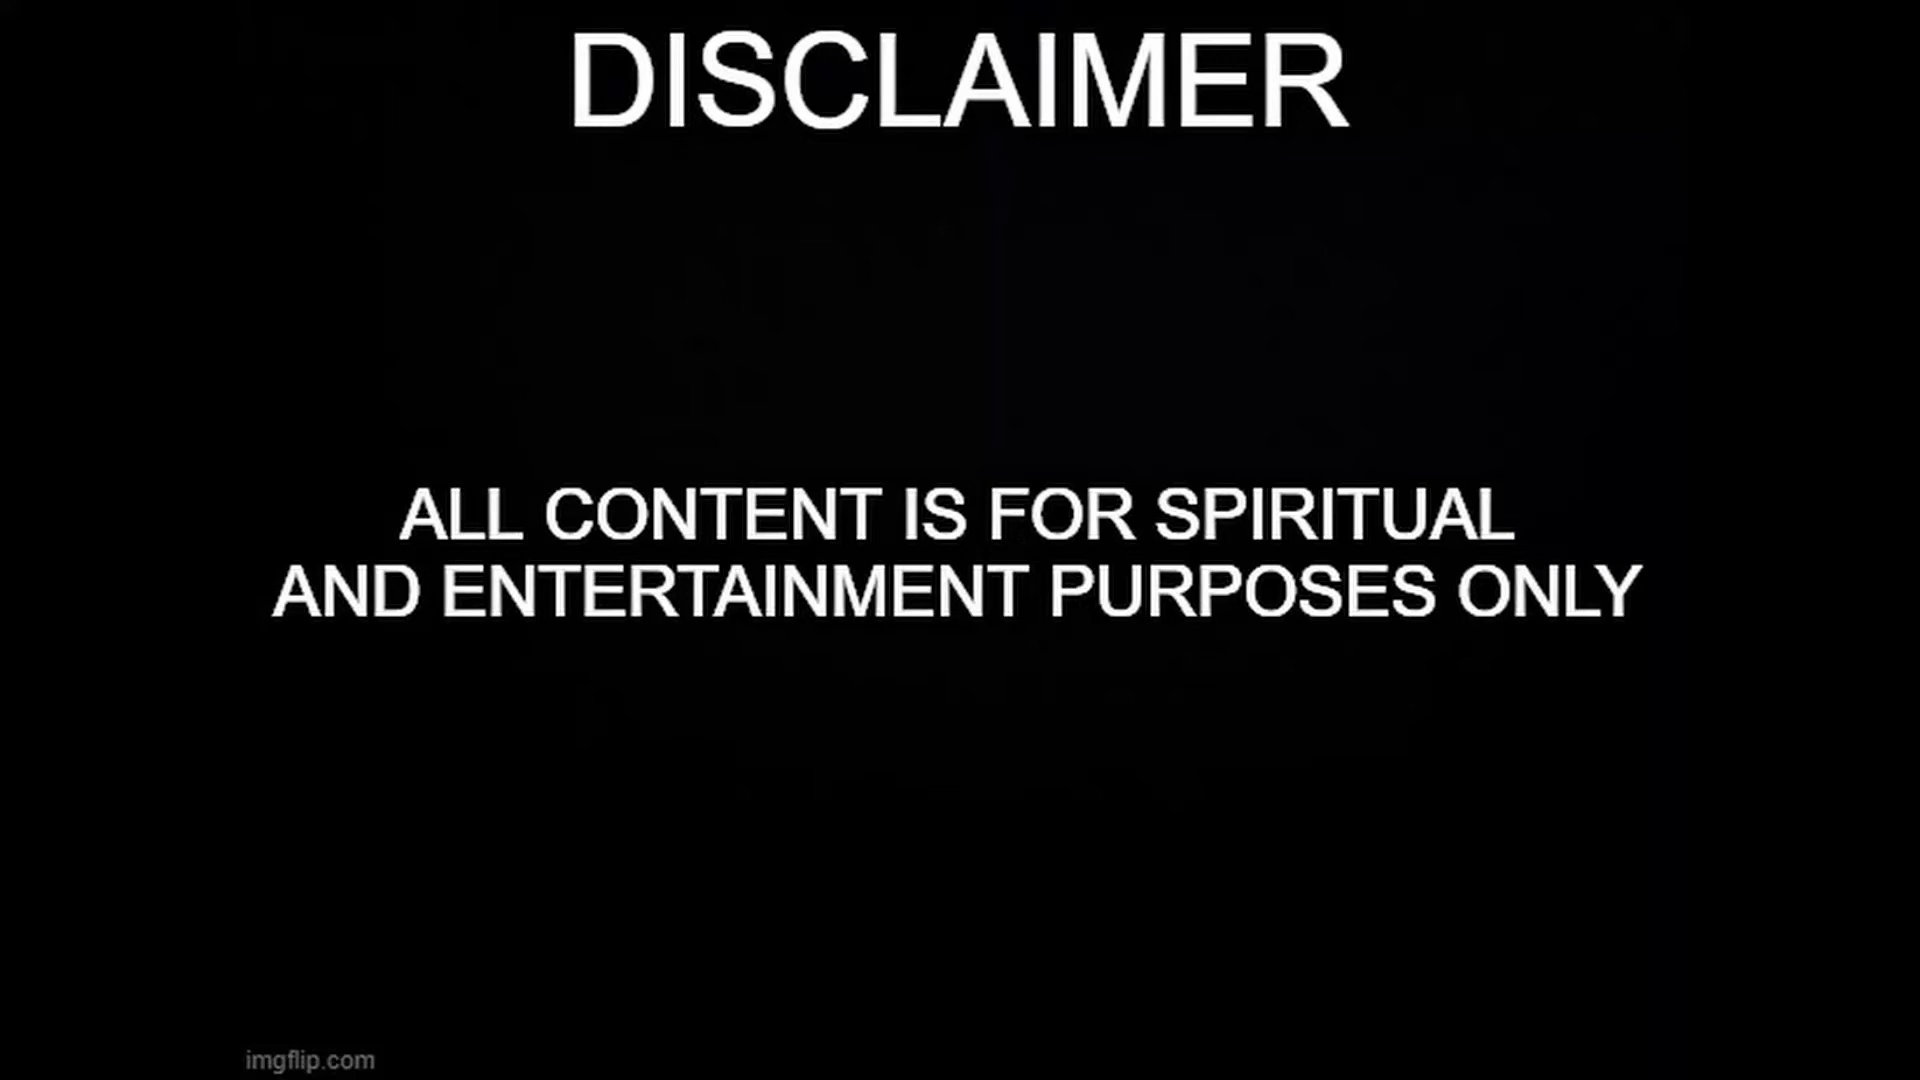 DISCLAIMER
ALL CONTENT IS FOR SPIRITUAL
AND ENTERTAINMENT PURPOSES ONLY
imgflip.com